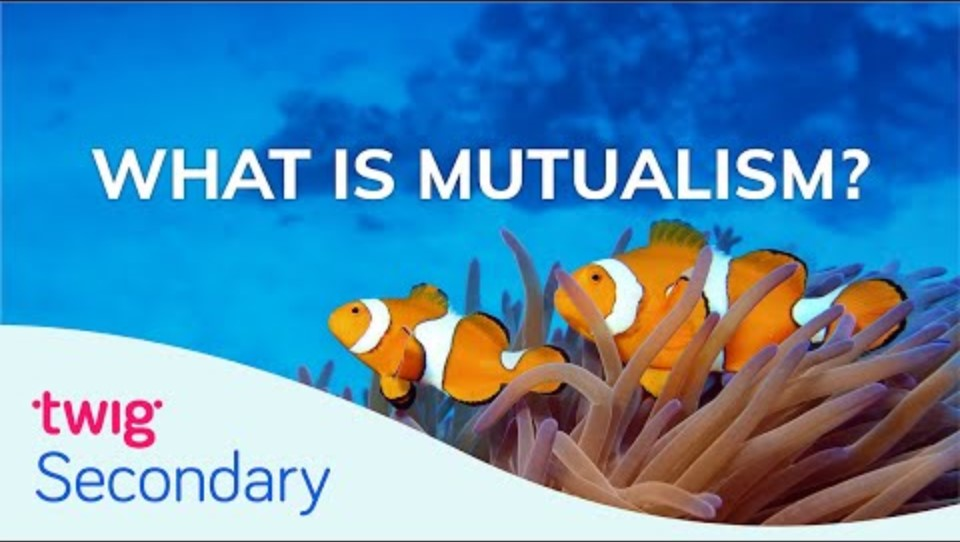 WHAT IS MUTUALISM?
twig
Secondary